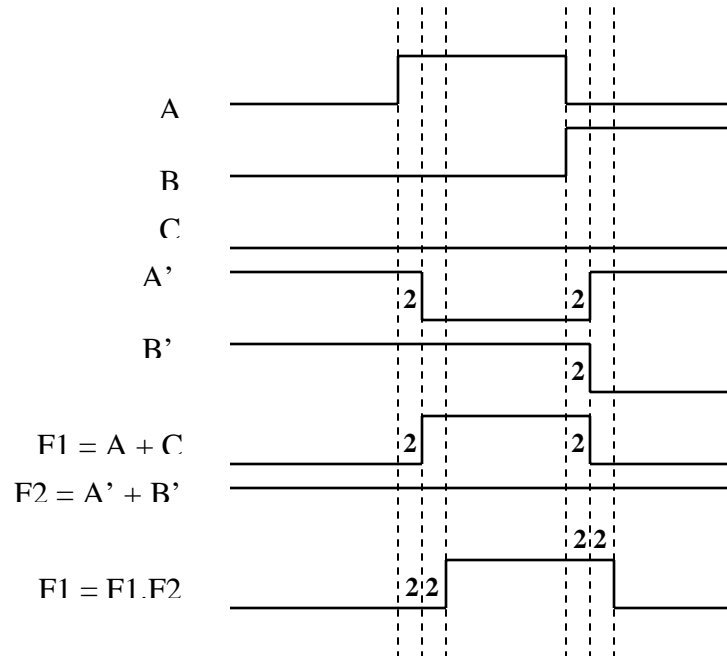 A
B
C
A’
2 2
B’
2
F1 = A + C
2 2
F2 = A’ + B’
2 2
F1 = F1.F2
2 2